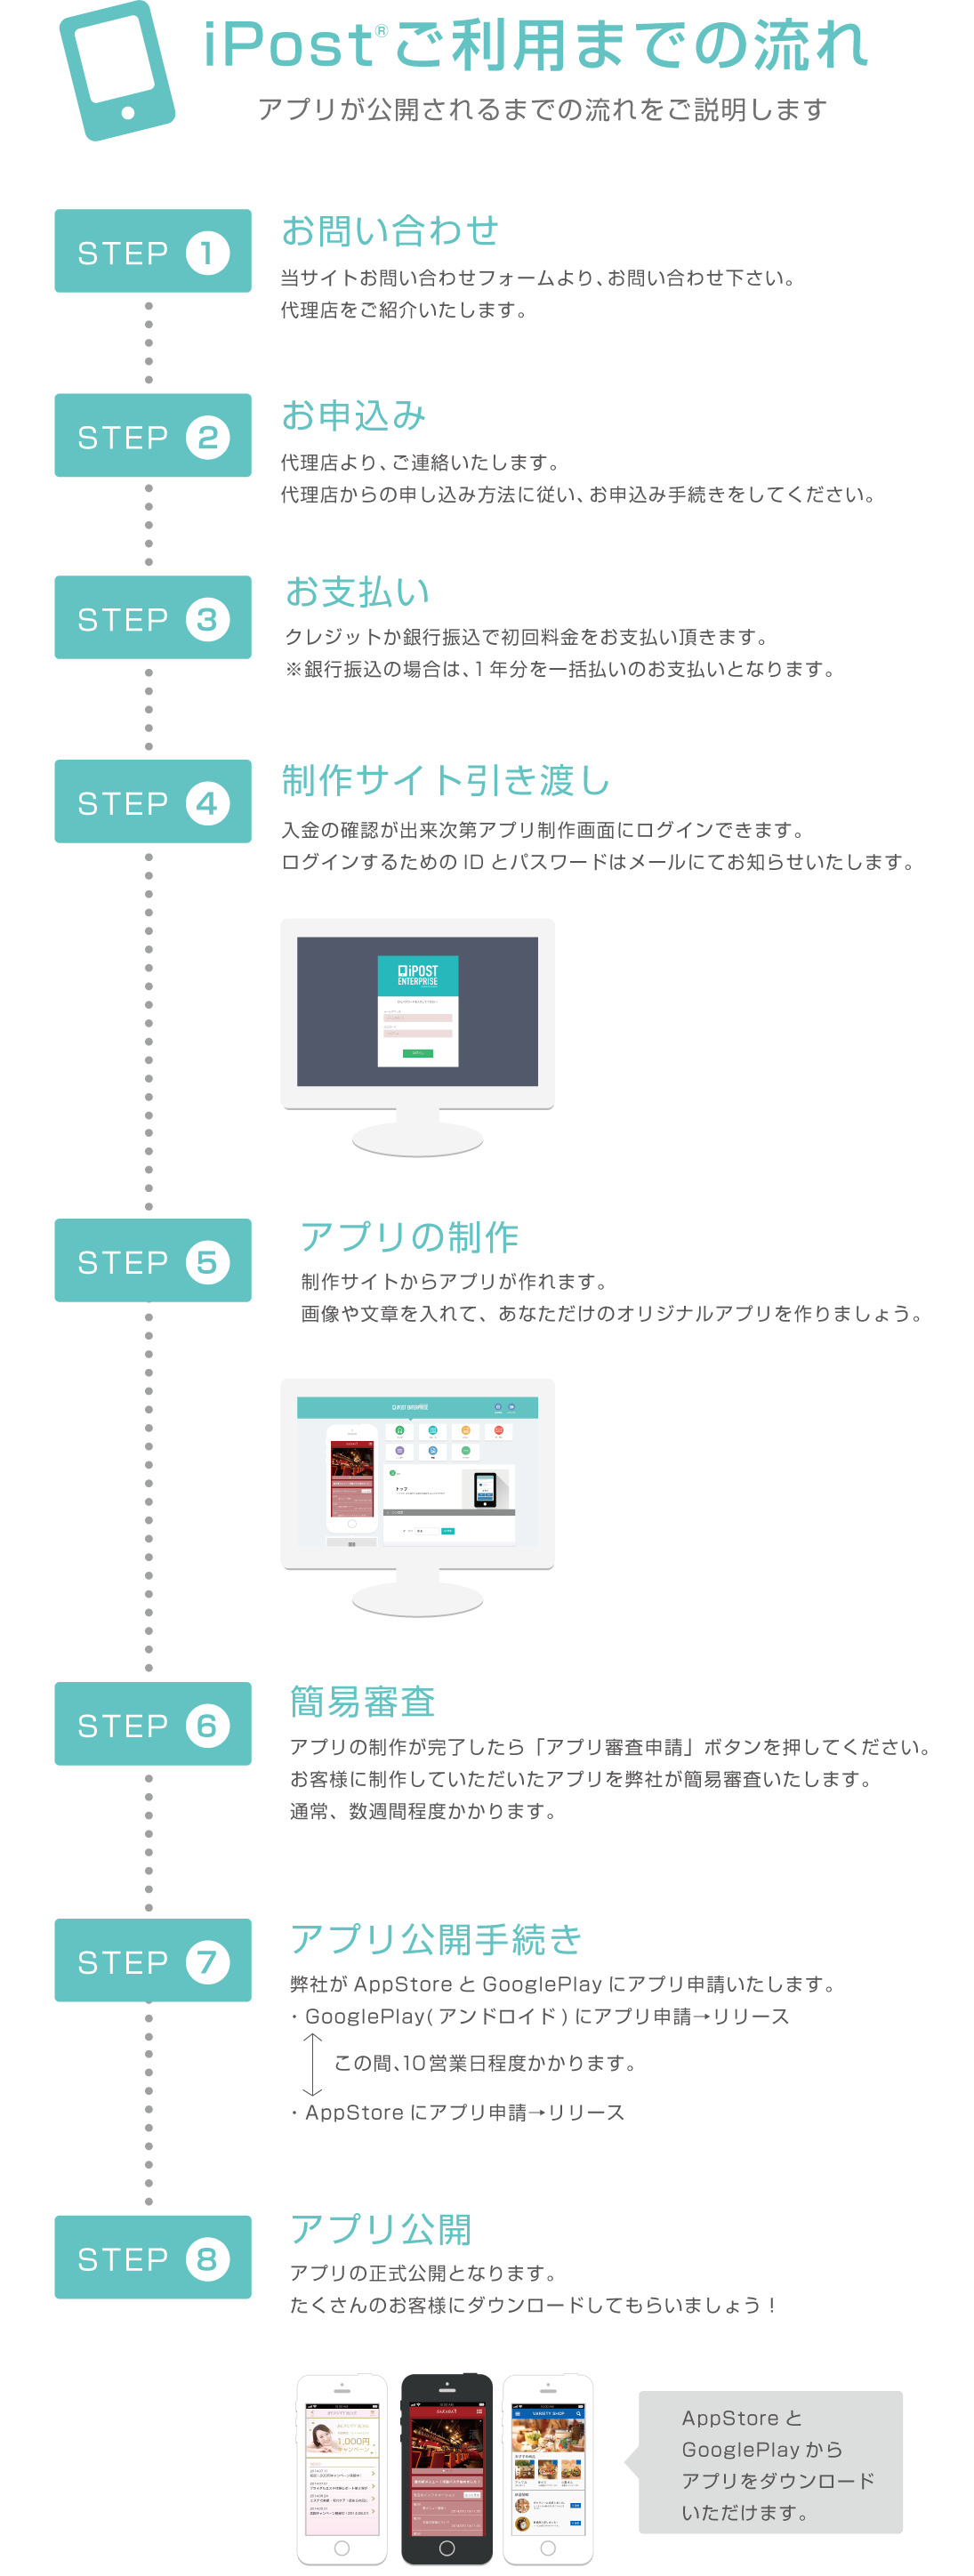 iPost®ご利用までの流れ
アプリが公開されるまでの流れをご説明します
STEP 1
お問い合わせ
当サイトお問い合わせフォームより、お問い合わせ下さい。
代理店をご紹介いたします。
STEP 2
お申込み
代理店より、ご連絡いたします。
代理店からの申し込み方法に従い、お申込み手続きをしてください。
STEP 3
お支払い
クレジットか銀行振込で初回料金をお支払い頂きます。
※銀行振込の場合は、1年分を一括払いのお支払いとなります。
STEP 4
制作サイト引き渡し
入金の確認が出来次第アプリ制作画面にログインできます。
ログインするための ID とパスワードはメールにてお知らせいたします。
iPOST
ENTERPRISE
STEP 5
アプリの制作
制作サイトからアプリが作れます。
画像や文章を入れて、あなただけのオリジナルアプリを作りましょう。
iPOST ENTERPRISE
トップ
STEP 6
簡易審査
アプリの制作が完了したら「アプリ審査申請」ボタンを押してください。
お客様に制作していただいたアプリを弊社が簡易審査いたします。
通常、数週間程度かかります。
STEP 7
アプリ公開手続き
弊社が AppStore と GooglePlay にアプリ申請いたします。
・GooglePlay( アンドロイド ) にアプリ申請→リリース
この間、10営業日程度かかります。
・AppStore にアプリ申請→リリース
STEP 8
アプリ公開
アプリの正式公開となります。
たくさんのお客様にダウンロードしてもらいましょう！
1,000円
キャンペーン
VARIETY SHOP
AppStore と
GooglePlay から
アプリをダウンロード
いただけます。